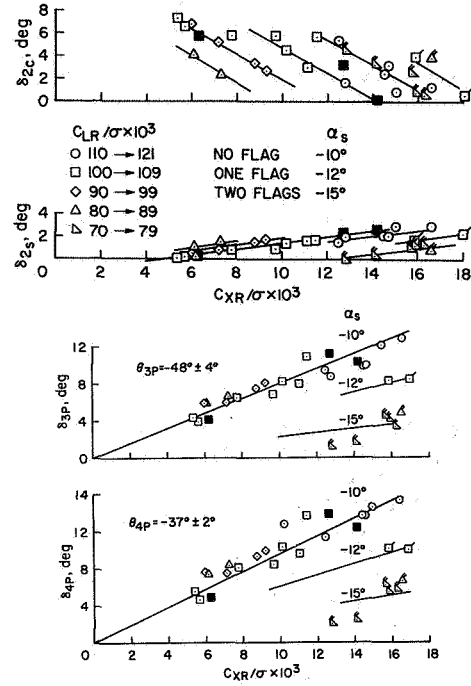 8
6
4
2
0
δ2C, deg
CLR/σ×10³
αs
○ 110 → 121 NO FLAG -10°
□ 100 → 109 ONE FLAG -12°
◇ 90 → 99 TWO FLAGS -15°
△ 80 → 89
70 → 79
4
2
0
δ2s, deg
0 2 4 6 8 10 12 14 16 18
CXR/σ×10³
αs
12
8
4
0
δ3P, deg
θ3P=-48°± 4°
-10°
-12°
-15°
14
12
8
4
δ4P, deg
θ4P=-37°± 2°
-10°
-12°
-15°
0 2 4 6 8 10 12 14 16 18
CXR/σ×10³